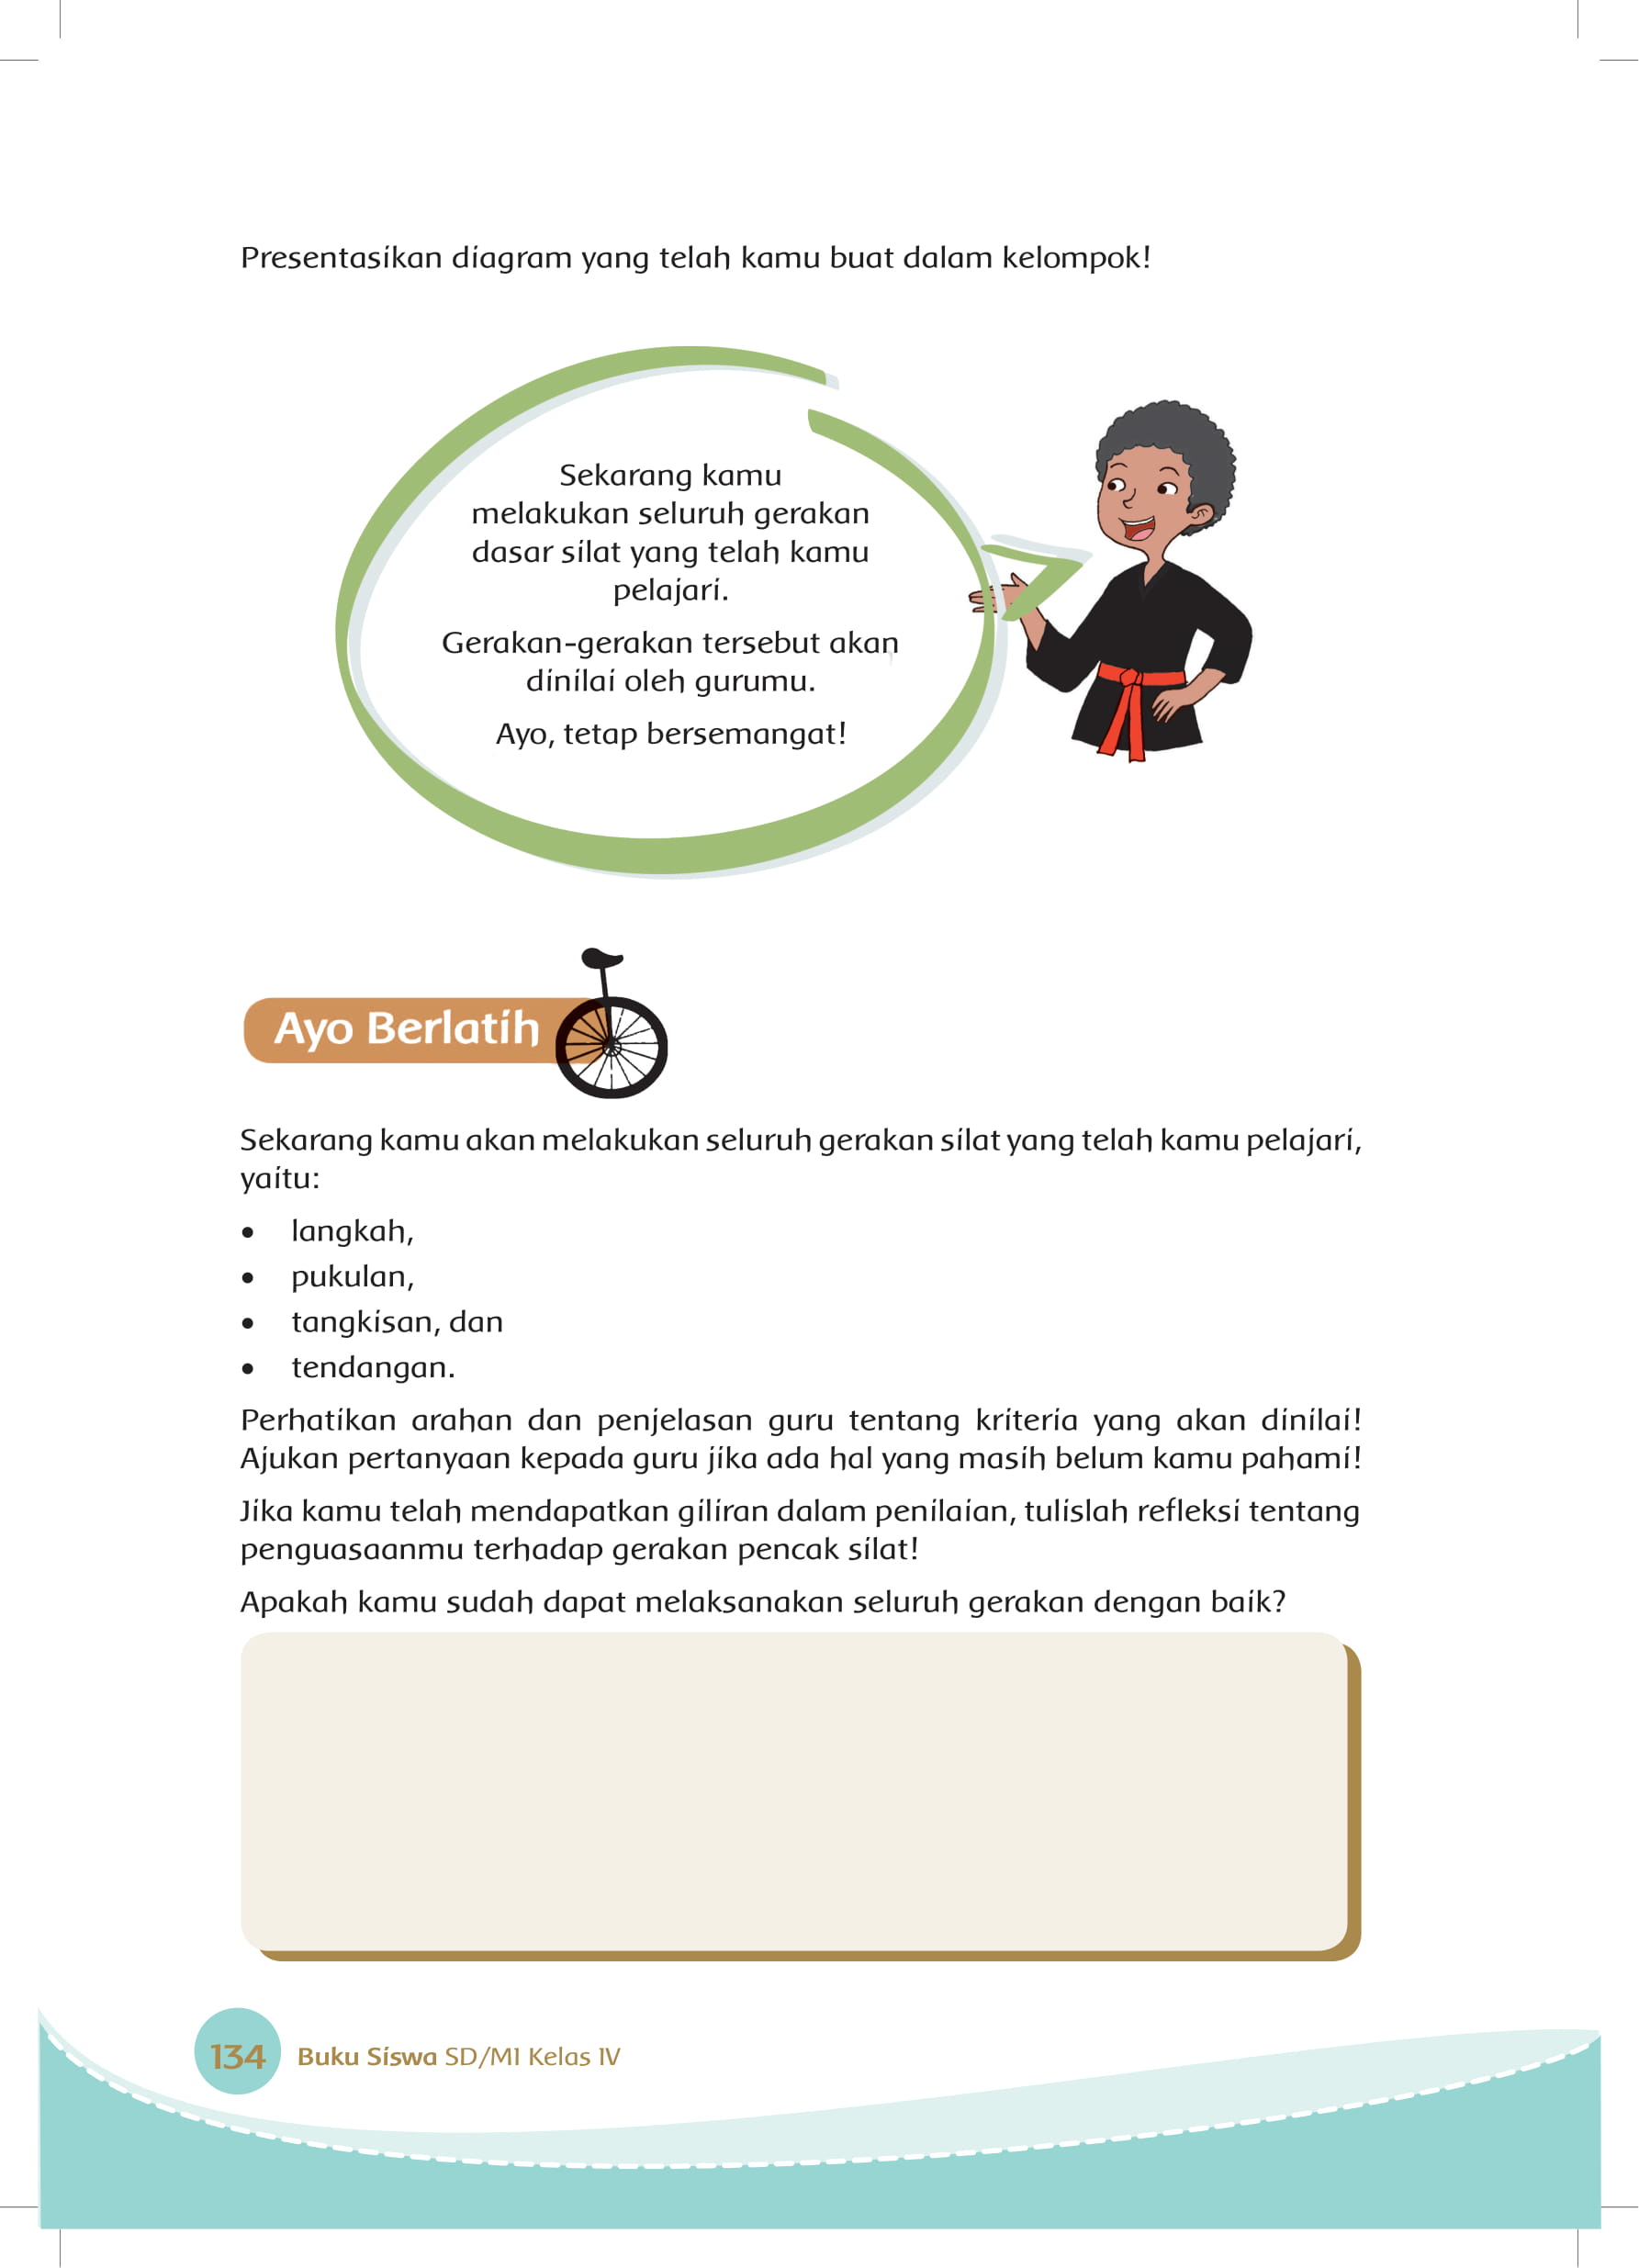 Presentasikan diagram yang telah kamu buat dalam kelompok!
Sekarang kamu
melakukan seluruh gerakan
dasar silat yang telah kamu
pelajari.
Gerakan-gerakan tersebut akan
dinilai oleh gurumu.
Ayo, tetap bersemangat!
Ayo Berlatih
Sekarang kamu akan melakukan seluruh gerakan silat yang telah kamu pelajari,
yaitu:
• langkah,
• pukulan,
• tangkisan, dan
• tendangan.
Perhatikan arahan dan penjelasan guru tentang kriteria yang akan dinilai!
Ajukan pertanyaan kepada guru jika ada hal yang masih belum kamu pahami!
Jika kamu telah mendapatkan giliran dalam penilaian, tulislah refleksi tentang
penguasaanmu terhadap gerakan pencak silat!
Apakah kamu sudah dapat melaksanakan seluruh gerakan dengan baik?
134 Buku Siswa SD/MI Kelas IV